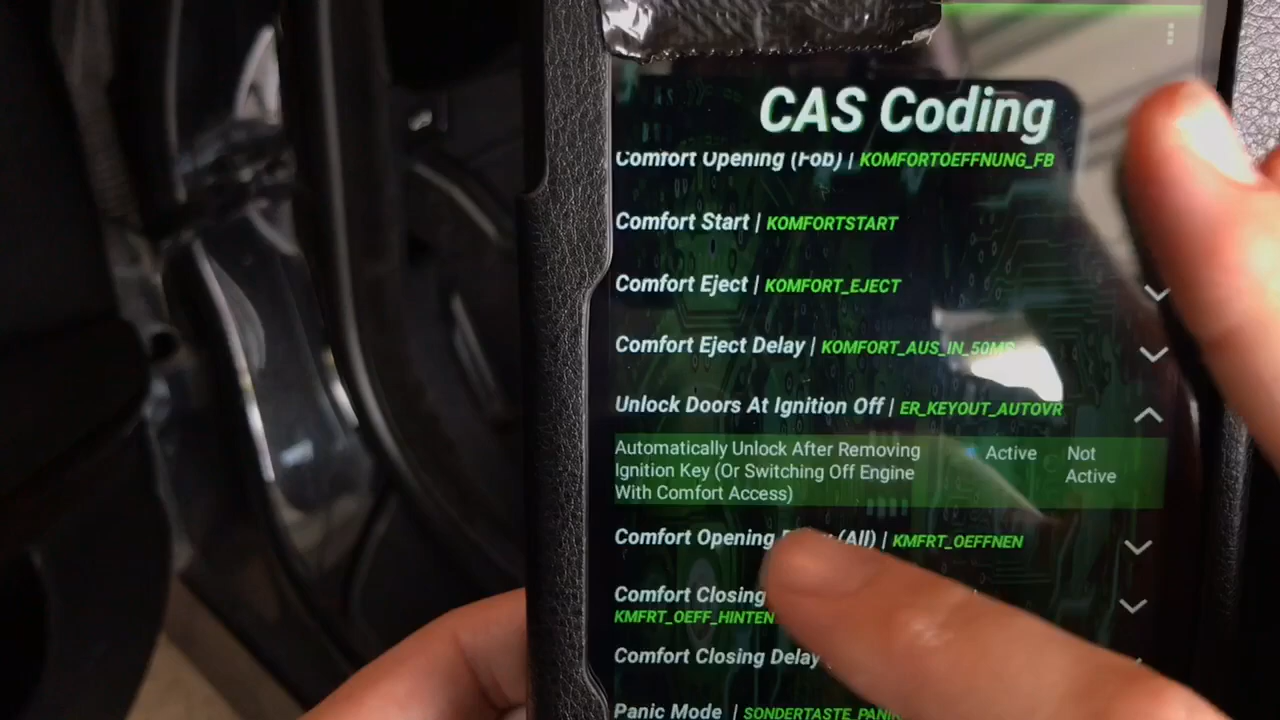 CAS Coding
Comfort Opening (Fob) | KOMFORTOEFFNUNG_FB
Comfort Start | KOMFORTSTART
Comfort Eject | KOMFORT_EJECT
Comfort Eject Delay | KOMFORT_AUS_IN_50MS
Unlock Doors At Ignition Off | ER_KEYOUT_AUTOVR
Automatically Unlock After Removing Active Not
Ignition Key (Or Switching Off Engine Active
With Comfort Access)
Comfort Opening (All) | KMFRT_OEFFNEN
Comfort Closing
KMFRT_OEFF_HINTEN
Comfort Closing Delay
Panic Mode |